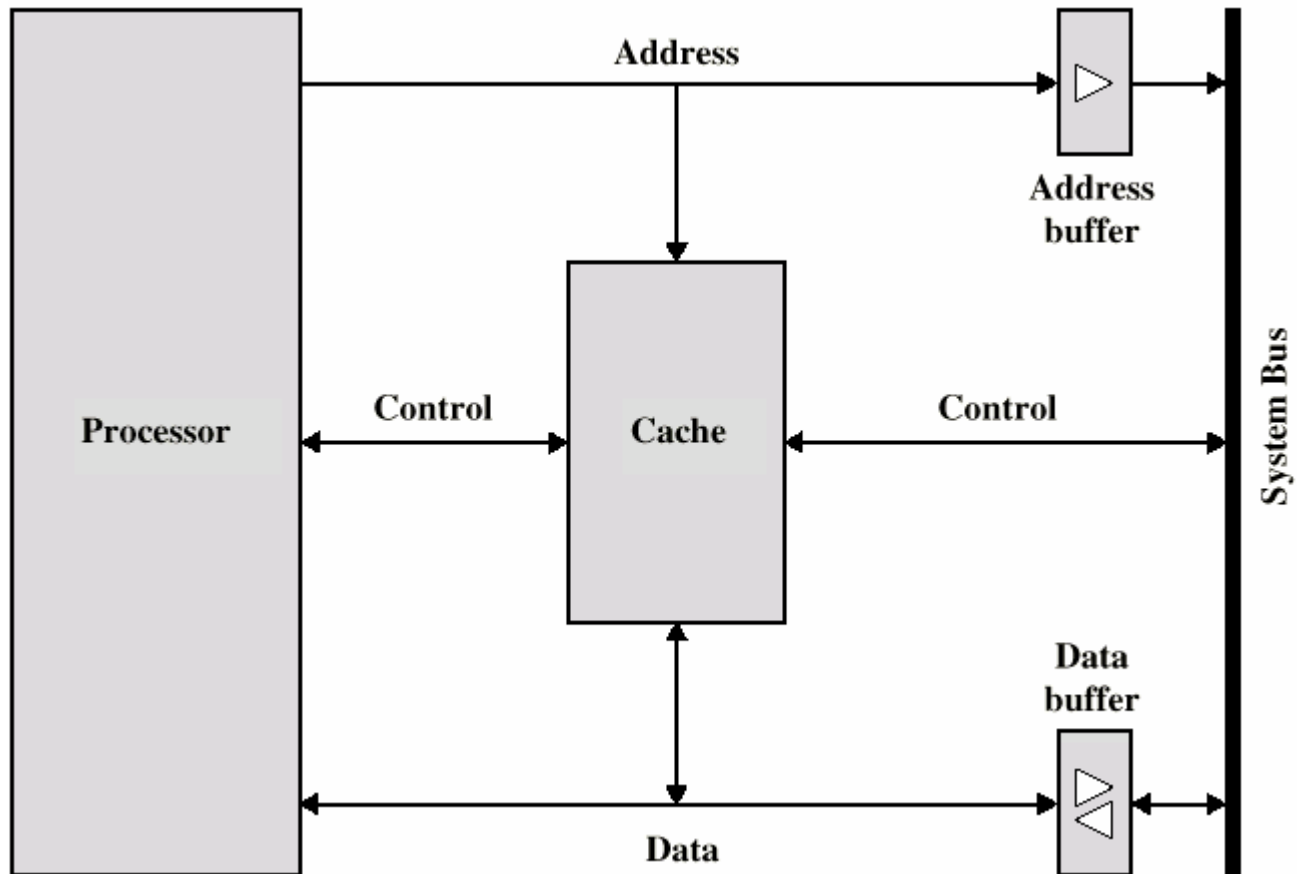 Address
Address
buffer
Processor
Control
Cache
Control
System Bus
Data
buffer
Data